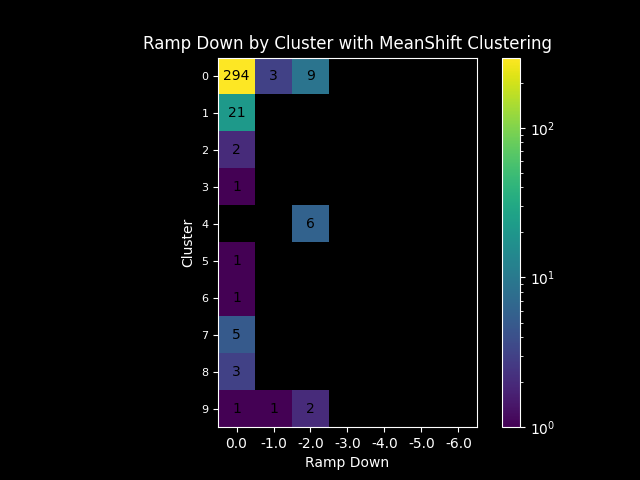 Ramp Down by Cluster with MeanShift Clustering
0 294 3 9
1 21
2 2
3 1
4 6
5 1
6 1
7 5
8 3
9 1 1 2
0.0 -1.0 -2.0 -3.0 -4.0 -5.0 -6.0
Ramp Down
Cluster
10²
10¹
10⁰